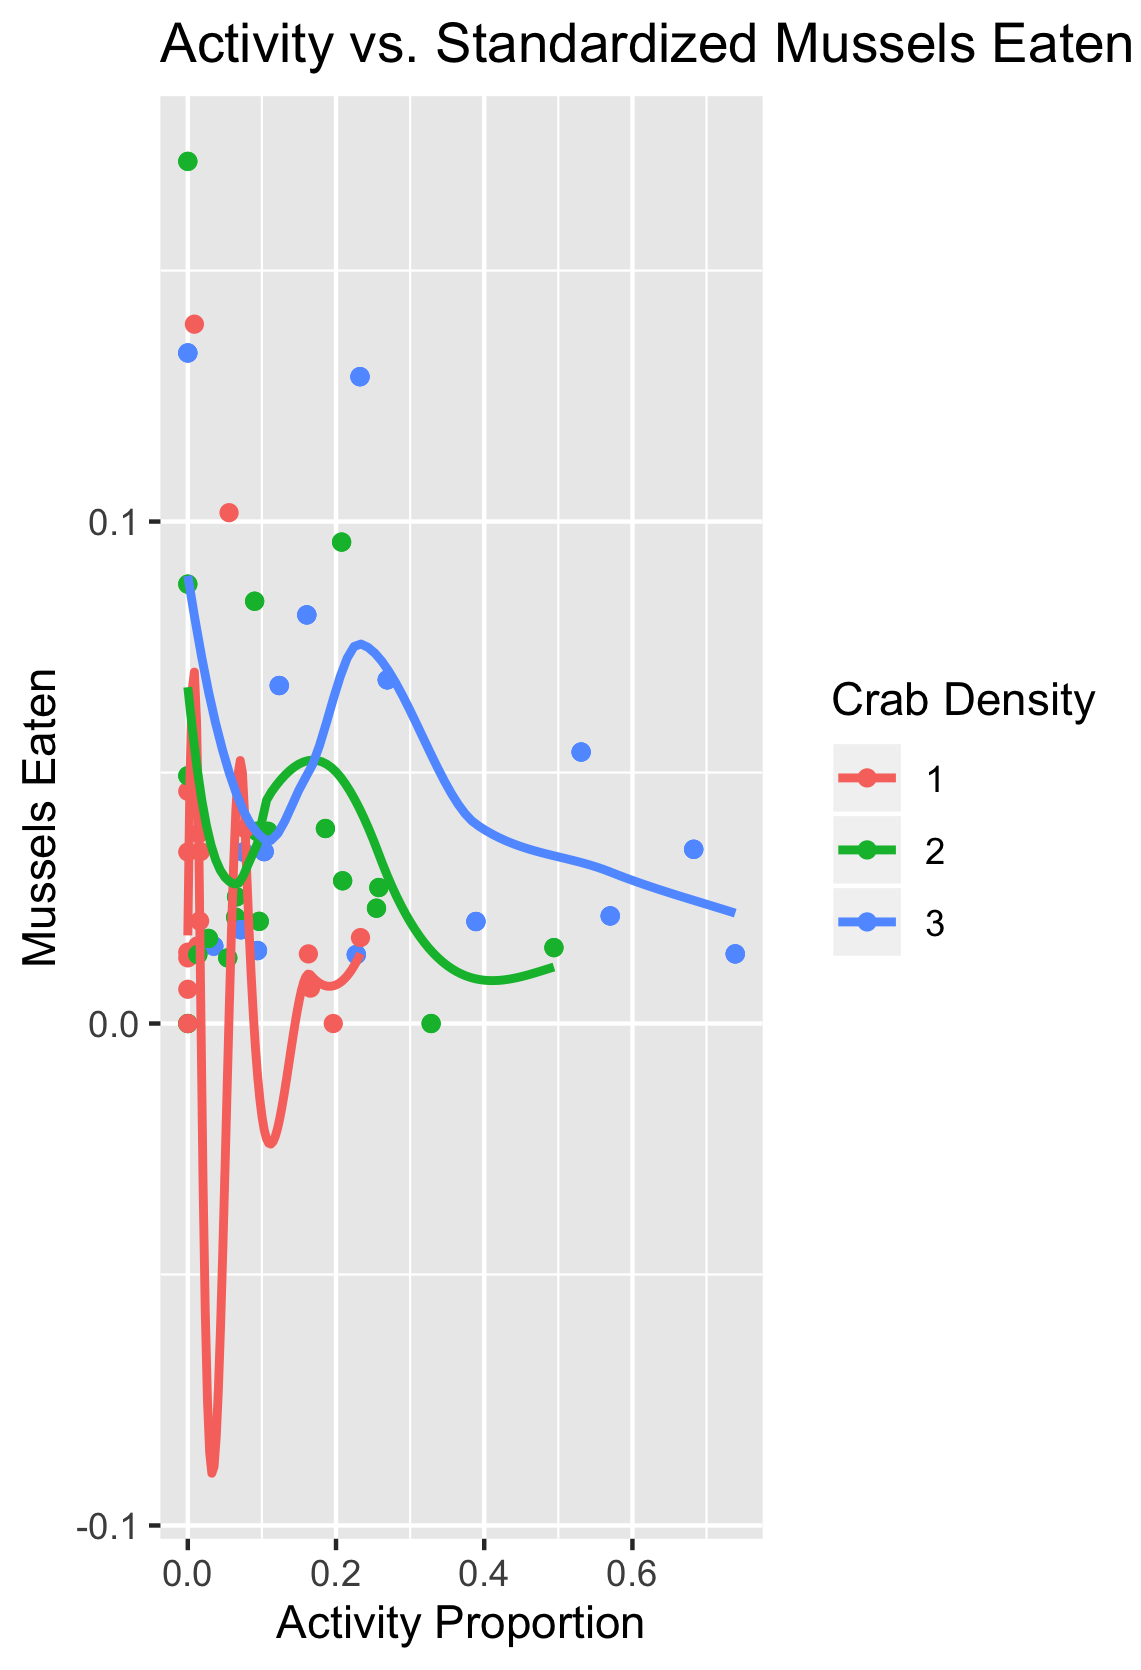 Activity vs. Standardized Mussels Eaten
Mussels Eaten
0.1
0.0
-0.1
0.0 0.2 0.4 0.6
Activity Proportion
Crab Density
1
2
3